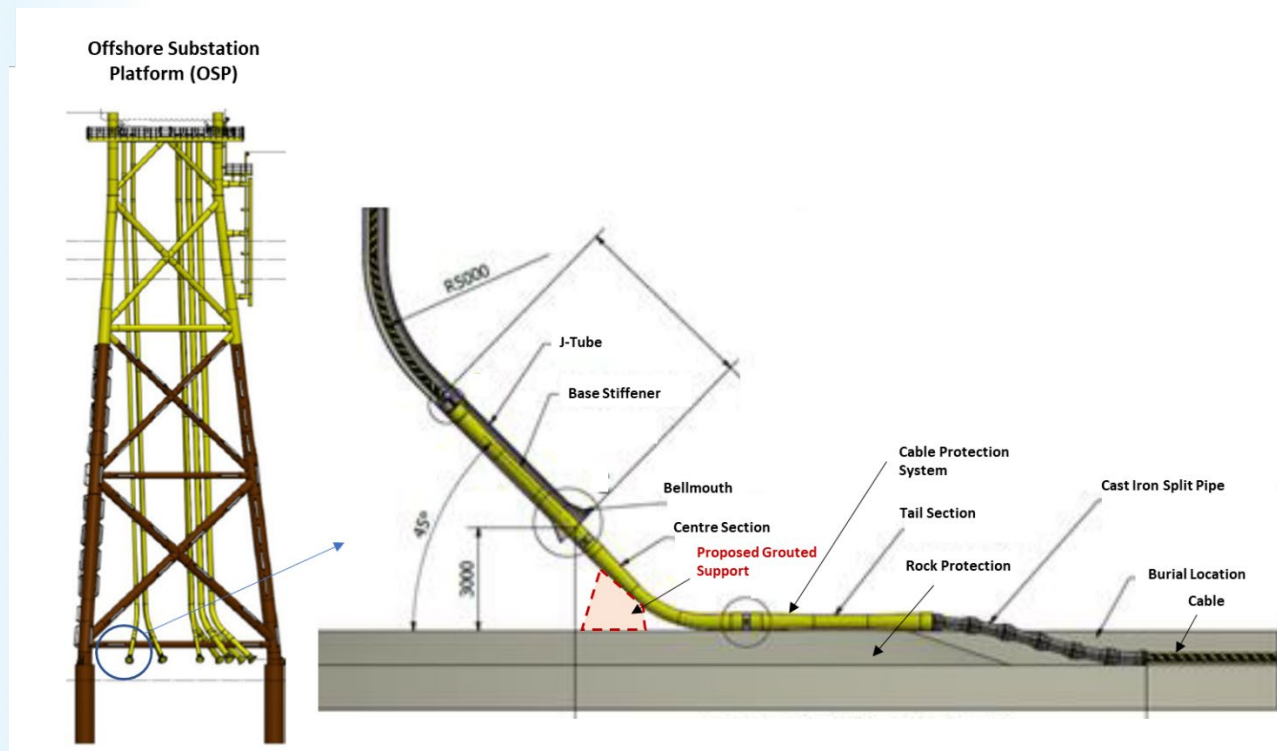 Offshore Substation
Platform (OSP)
R5000
J-Tube
Base Stiffener
Bellmouth
Cable Protection
System
Cast Iron Split Pipe
Centre Section
Tail Section
45°
3000
Proposed Grouted
Support
Rock Protection
Burial Location
Cable